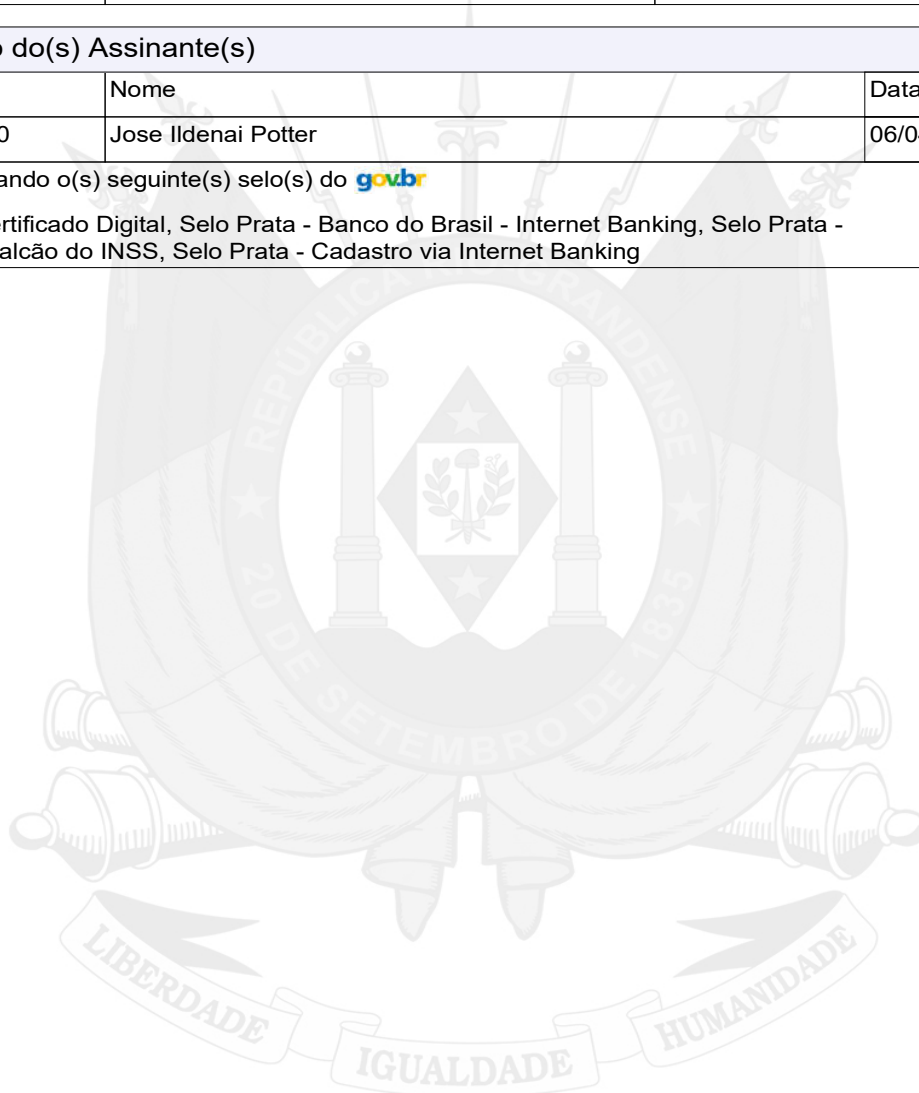 do(s) Assinante(s)
Nome Data
0 Jose Ildenai Potter 06/0
ando o(s) seguinte(s) selo(s) do gov.br
ertificado Digital, Selo Prata - Banco do Brasil - Internet Banking, Selo Prata -
alcão do INSS, Selo Prata - Cadastro via Internet Banking
REPÚBLICA RIO GRANDENSE
20 DE SETEMBRO DE 1835
LIBERDADE IGUALDADE HUMANIDADE